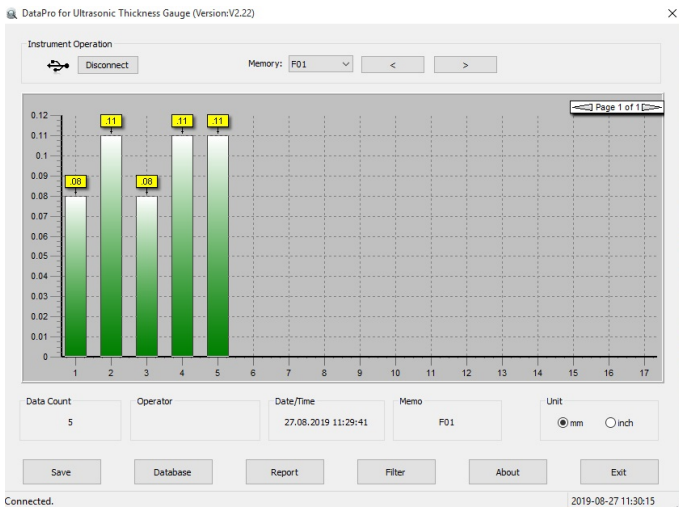 DataPro for Ultrasonic Thickness Gauge (Version:V2.22)
Instrument Operation
Disconnect
Memory: F01
<
>
Page 1 of 1
0.12
0.11
0.1
0.09
0.08
0.07
0.06
0.05
0.04
0.03
0.02
0.01
0
.08
.11
.08
.11
.11
1 2 3 4 5 6 7 8 9 10 11 12 13 14 15 16 17
Data Count
5
Operator
Date/Time
27.08.2019 11:29:41
Memo
F01
Unit
mm inch
Save Database Report Filter About Exit
Connected. 2019-08-27 11:30:15